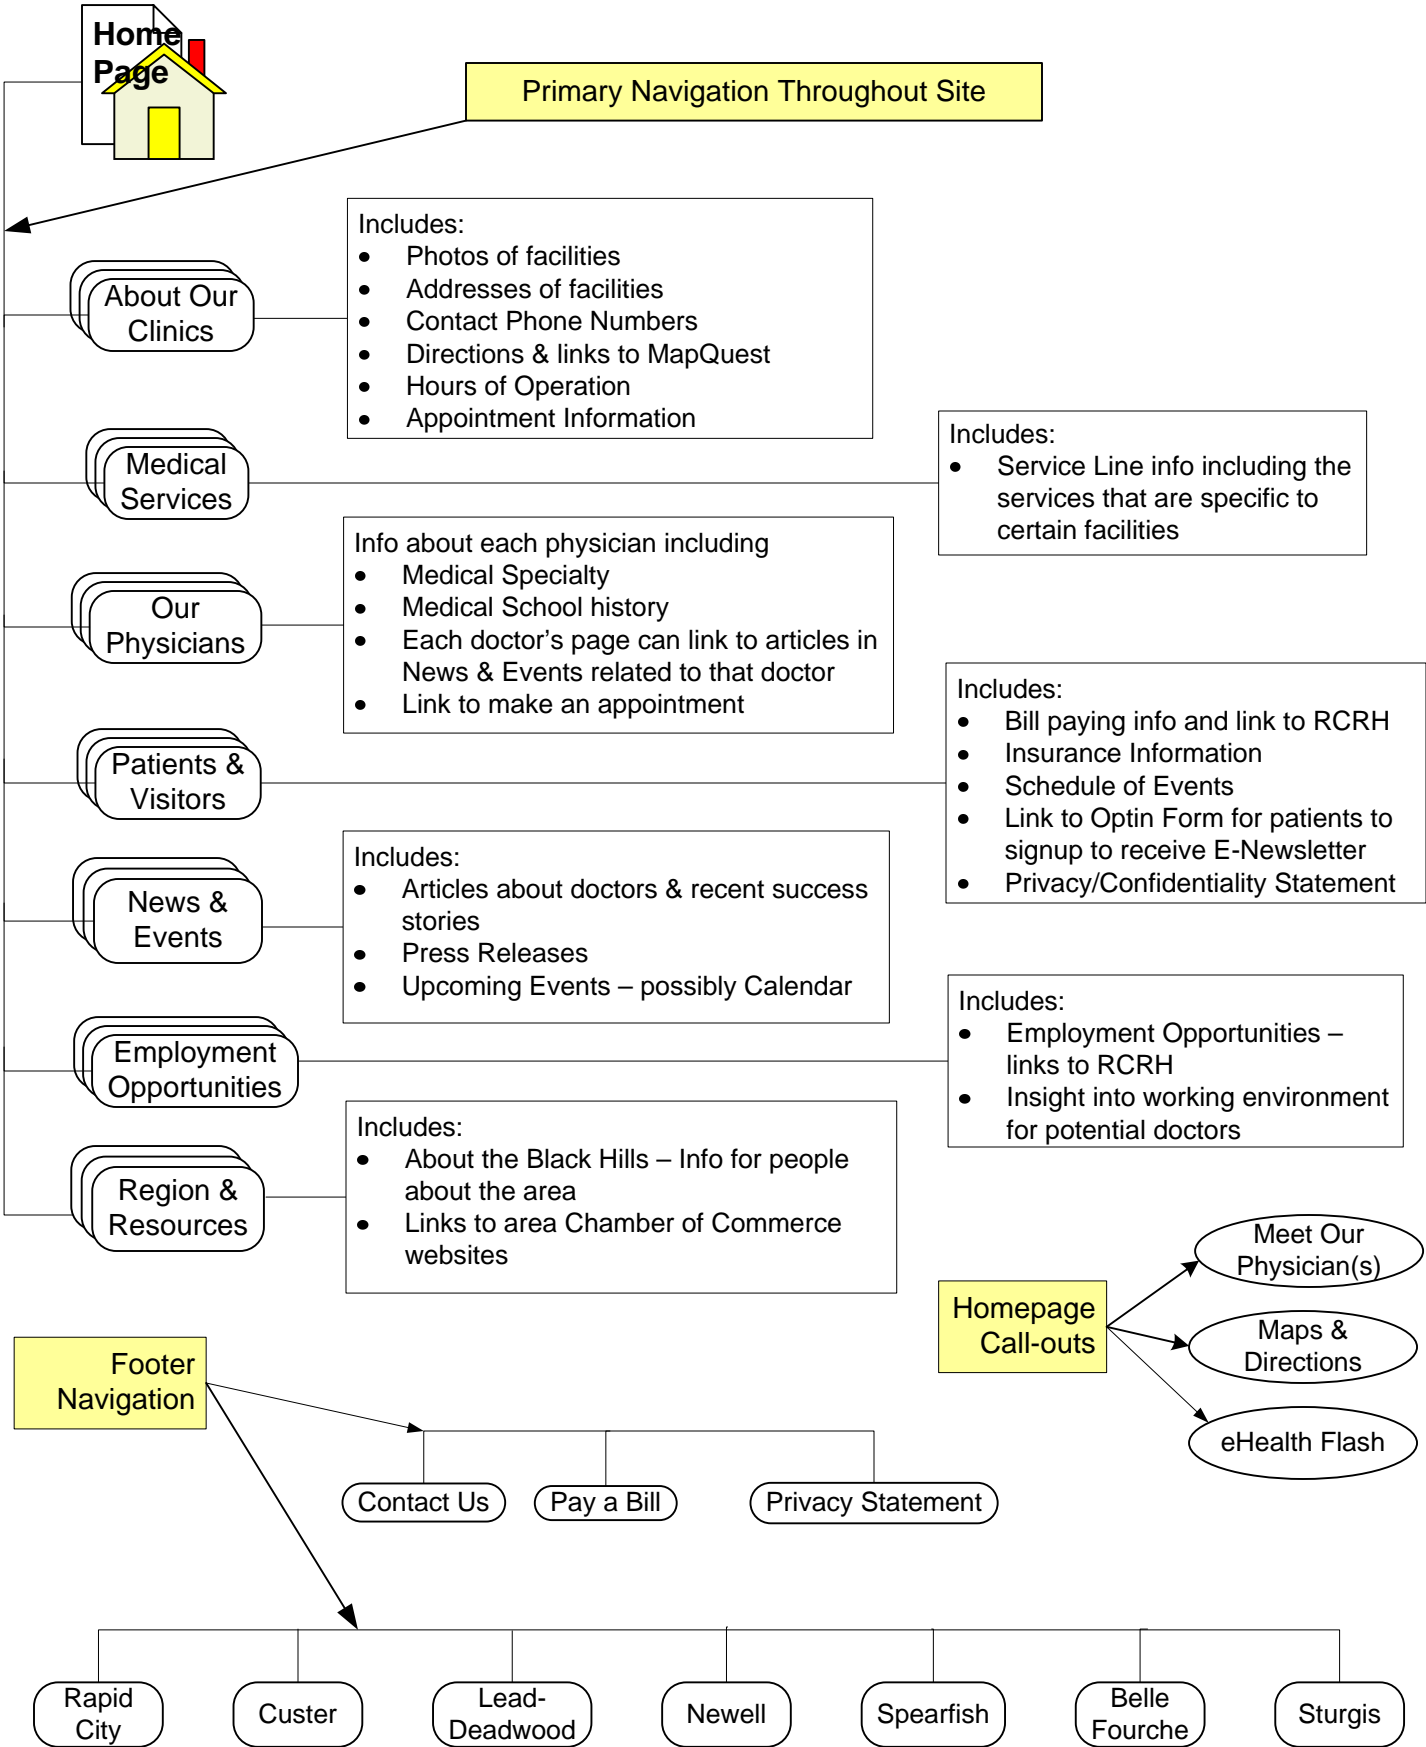 Home
Page
Primary Navigation Throughout Site
About Our
Clinics
Includes:
• Photos of facilities
• Addresses of facilities
• Contact Phone Numbers
• Directions & links to MapQuest
• Hours of Operation
• Appointment Information
Medical
Services
Includes:
• Service Line info including the
services that are specific to
certain facilities
Our
Physicians
Info about each physician including
• Medical Specialty
• Medical School history
• Each doctor’s page can link to articles in
News & Events related to that doctor
• Link to make an appointment
Patients &
Visitors
Includes:
• Bill paying info and link to RCRH
• Insurance Information
• Schedule of Events
• Link to Optin Form for patients to
signup to receive E-Newsletter
• Privacy/Confidentiality Statement
News &
Events
Includes:
• Articles about doctors & recent success
stories
• Press Releases
• Upcoming Events – possibly Calendar
Employment
Opportunities
Includes:
• Employment Opportunities –
links to RCRH
• Insight into working environment
for potential doctors
Region &
Resources
Includes:
• About the Black Hills – Info for people
about the area
• Links to area Chamber of Commerce
websites
Homepage
Call-outs
Meet Our
Physician(s)
Maps &
Directions
eHealth Flash
Footer
Navigation
Contact Us
Pay a Bill
Privacy Statement
Rapid
City
Custer
Lead-
Deadwood
Newell
Spearfish
Belle
Fourche
Sturgis